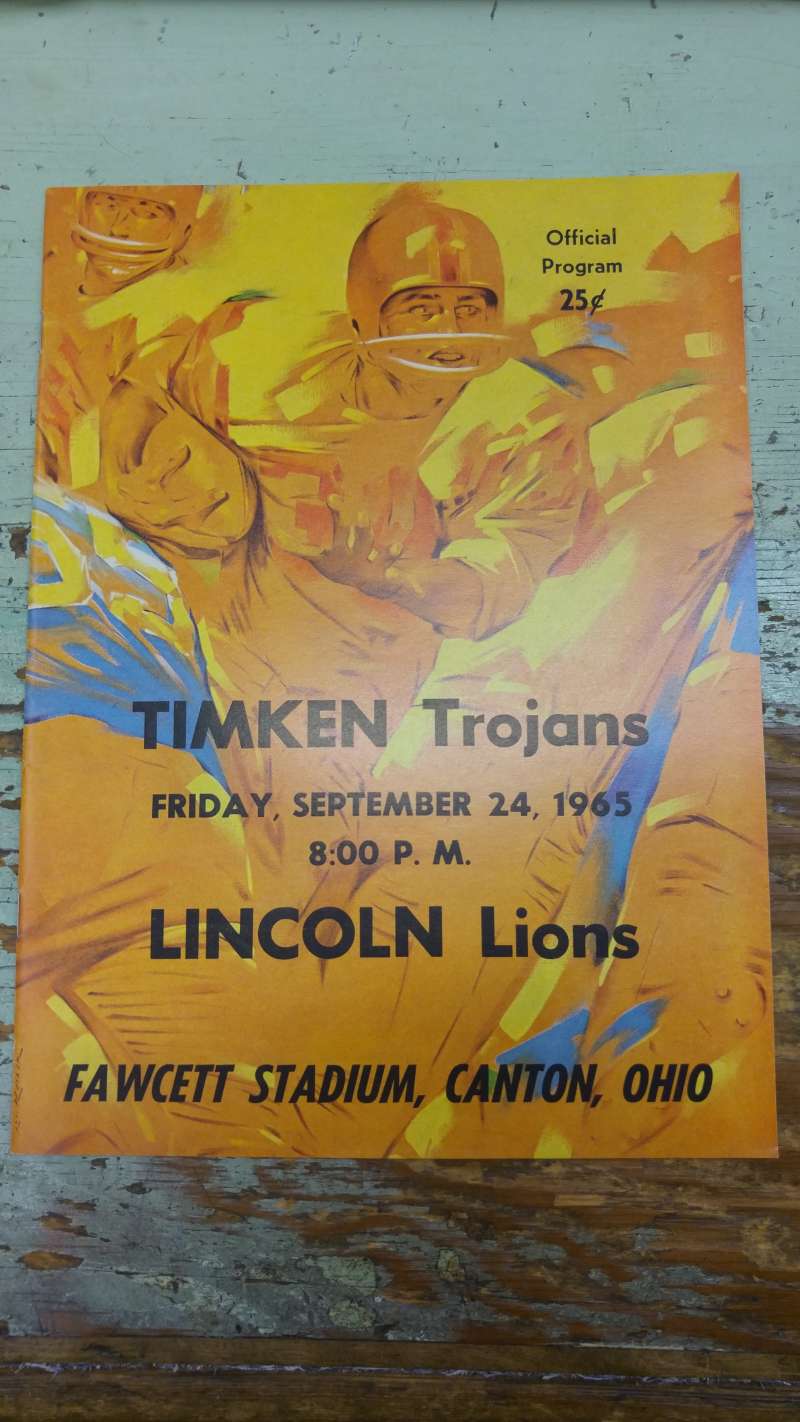 Official
Program
25¢
TIMKEN Trojans
FRIDAY, SEPTEMBER 24, 1965
8:00 P. M.
LINCOLN Lions
FAWCETT STADIUM, CANTON, OHIO